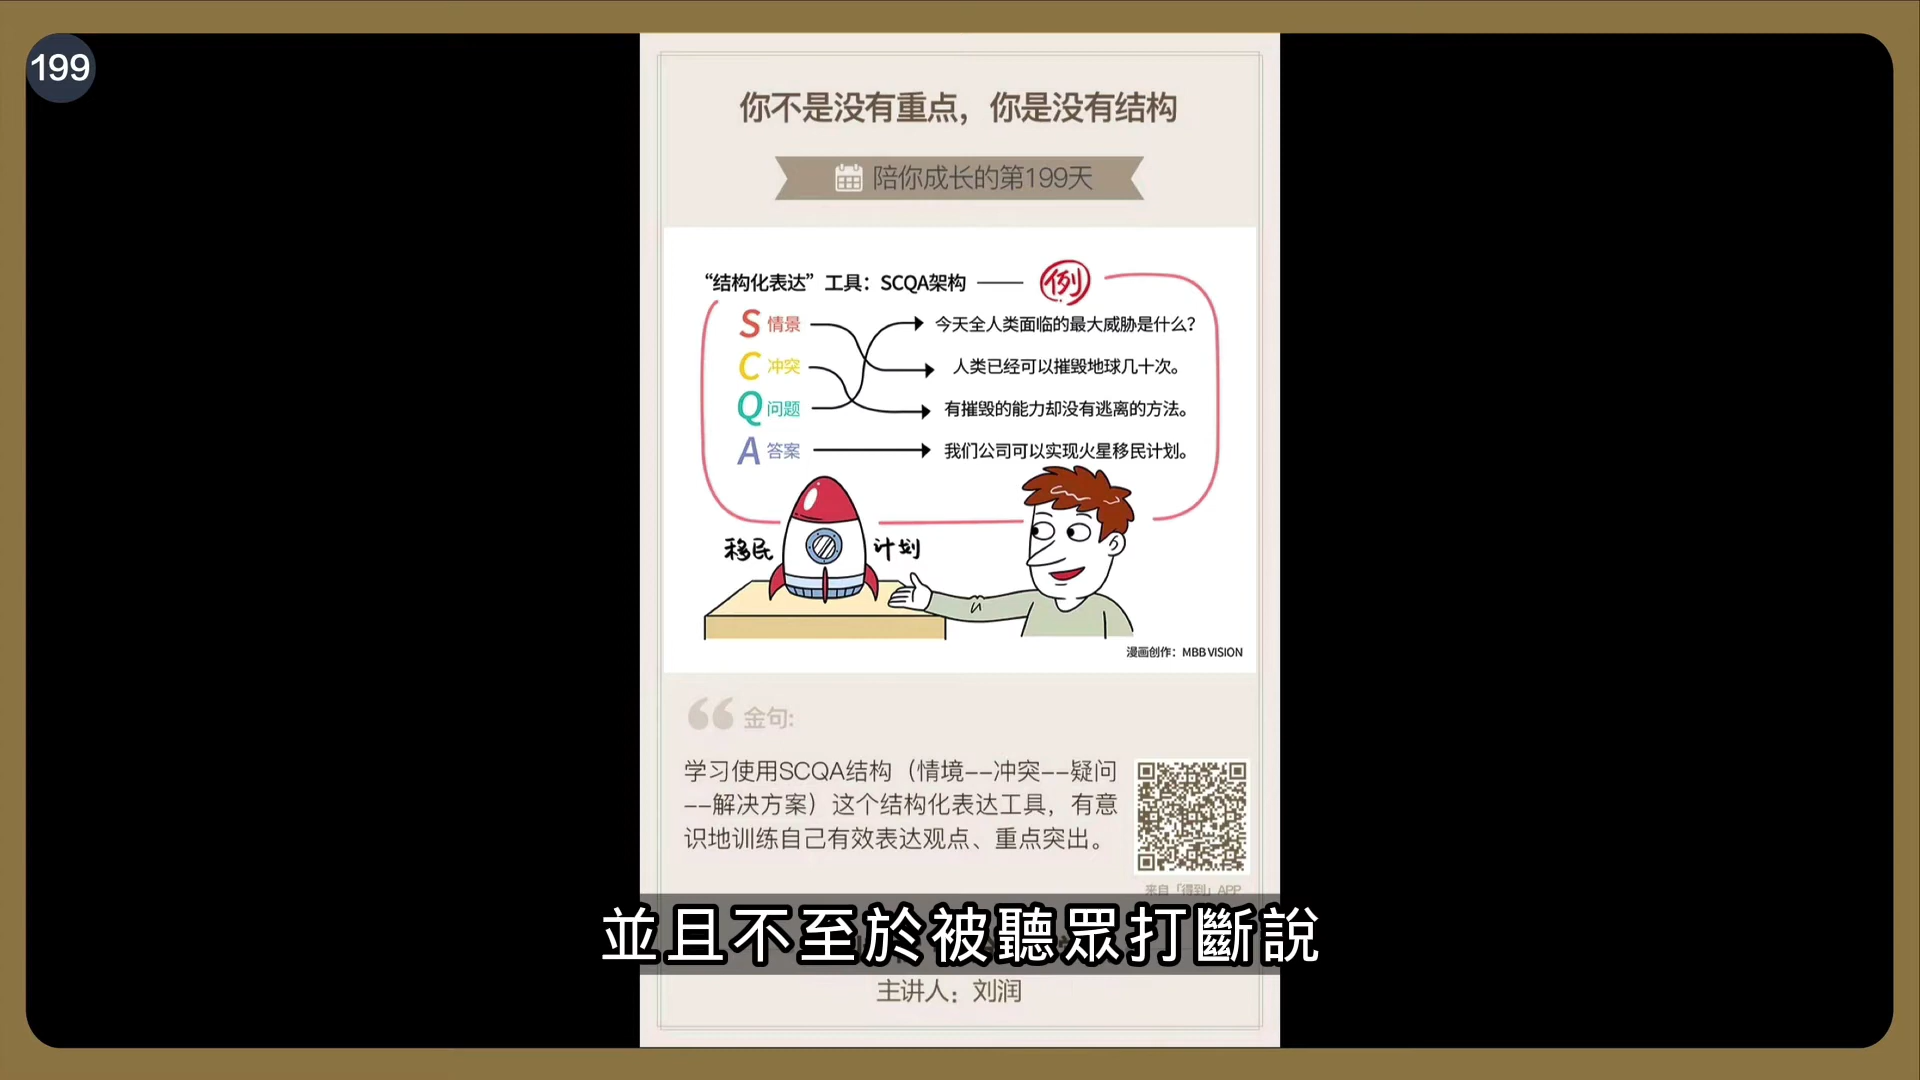 199
你不是没有重点，你是没有结构
陪你成长的第199天
“结构化表达”工具：SCQA架构 —— 例
S 情景
今天全人类面临的最大威胁是什么？
C 冲突
人类已经可以摧毁地球几十次。
Q 问题
有摧毁的能力却没有逃离的方法。
A 答案
我们公司可以实现火星移民计划。
移民 计划
漫画创作：MBB VISION
金句:
学习使用SCQA结构（情境--冲突--疑问
--解决方案）这个结构化表达工具，有意
识地训练自己有效表达观点、重点突出。
来自「得到」APP
並且不至於被聽眾打斷說
主讲人：刘润